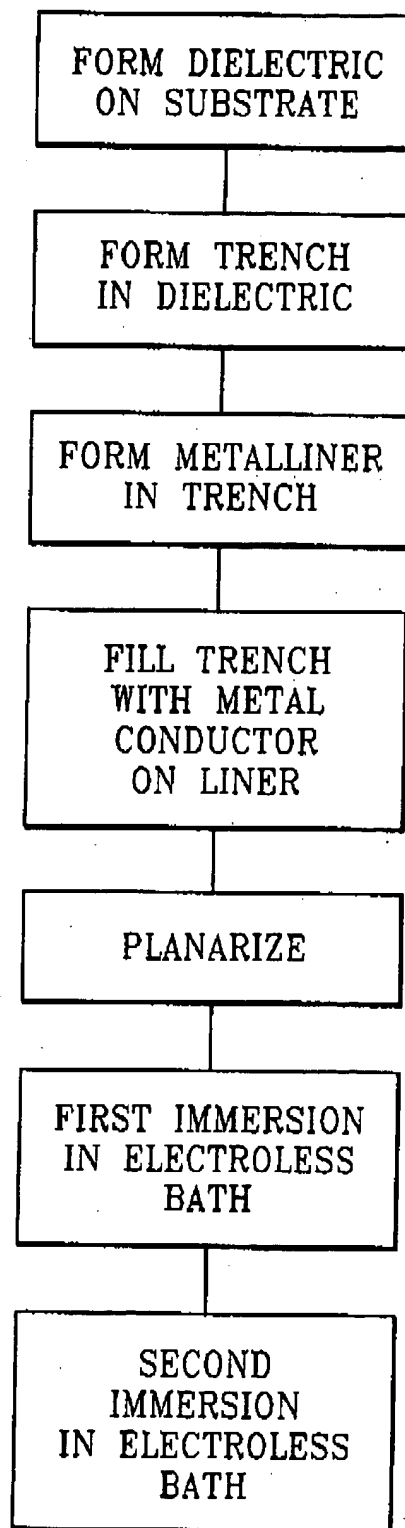 FORM DIELECTRIC
ON SUBSTRATE
FORM TRENCH
IN DIELECTRIC
FORM METALLINER
IN TRENCH
FILL TRENCH
WITH METAL
CONDUCTOR
ON LINER
PLANARIZE
FIRST IMMERSION
IN ELECTROLESS
BATH
SECOND
IMMERSION
IN ELECTROLESS
BATH